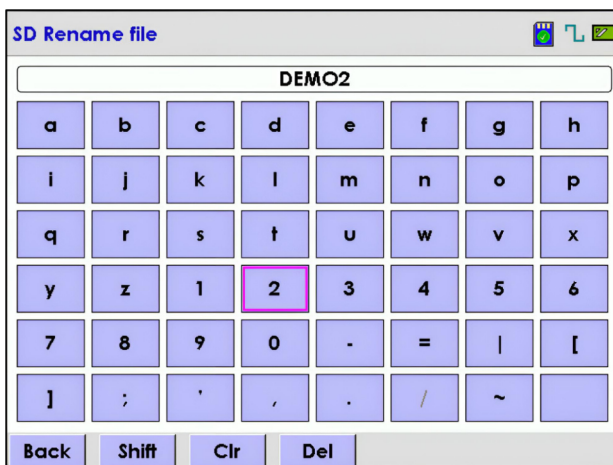 SD Rename file
DEMO2
a b c d e f g h
i j k l m n o p
q r s t u w v x
y z 1 2 3 4 5 6
7 8 9 0 - = | [
] ; ' , . / ~
Back Shift Clr Del